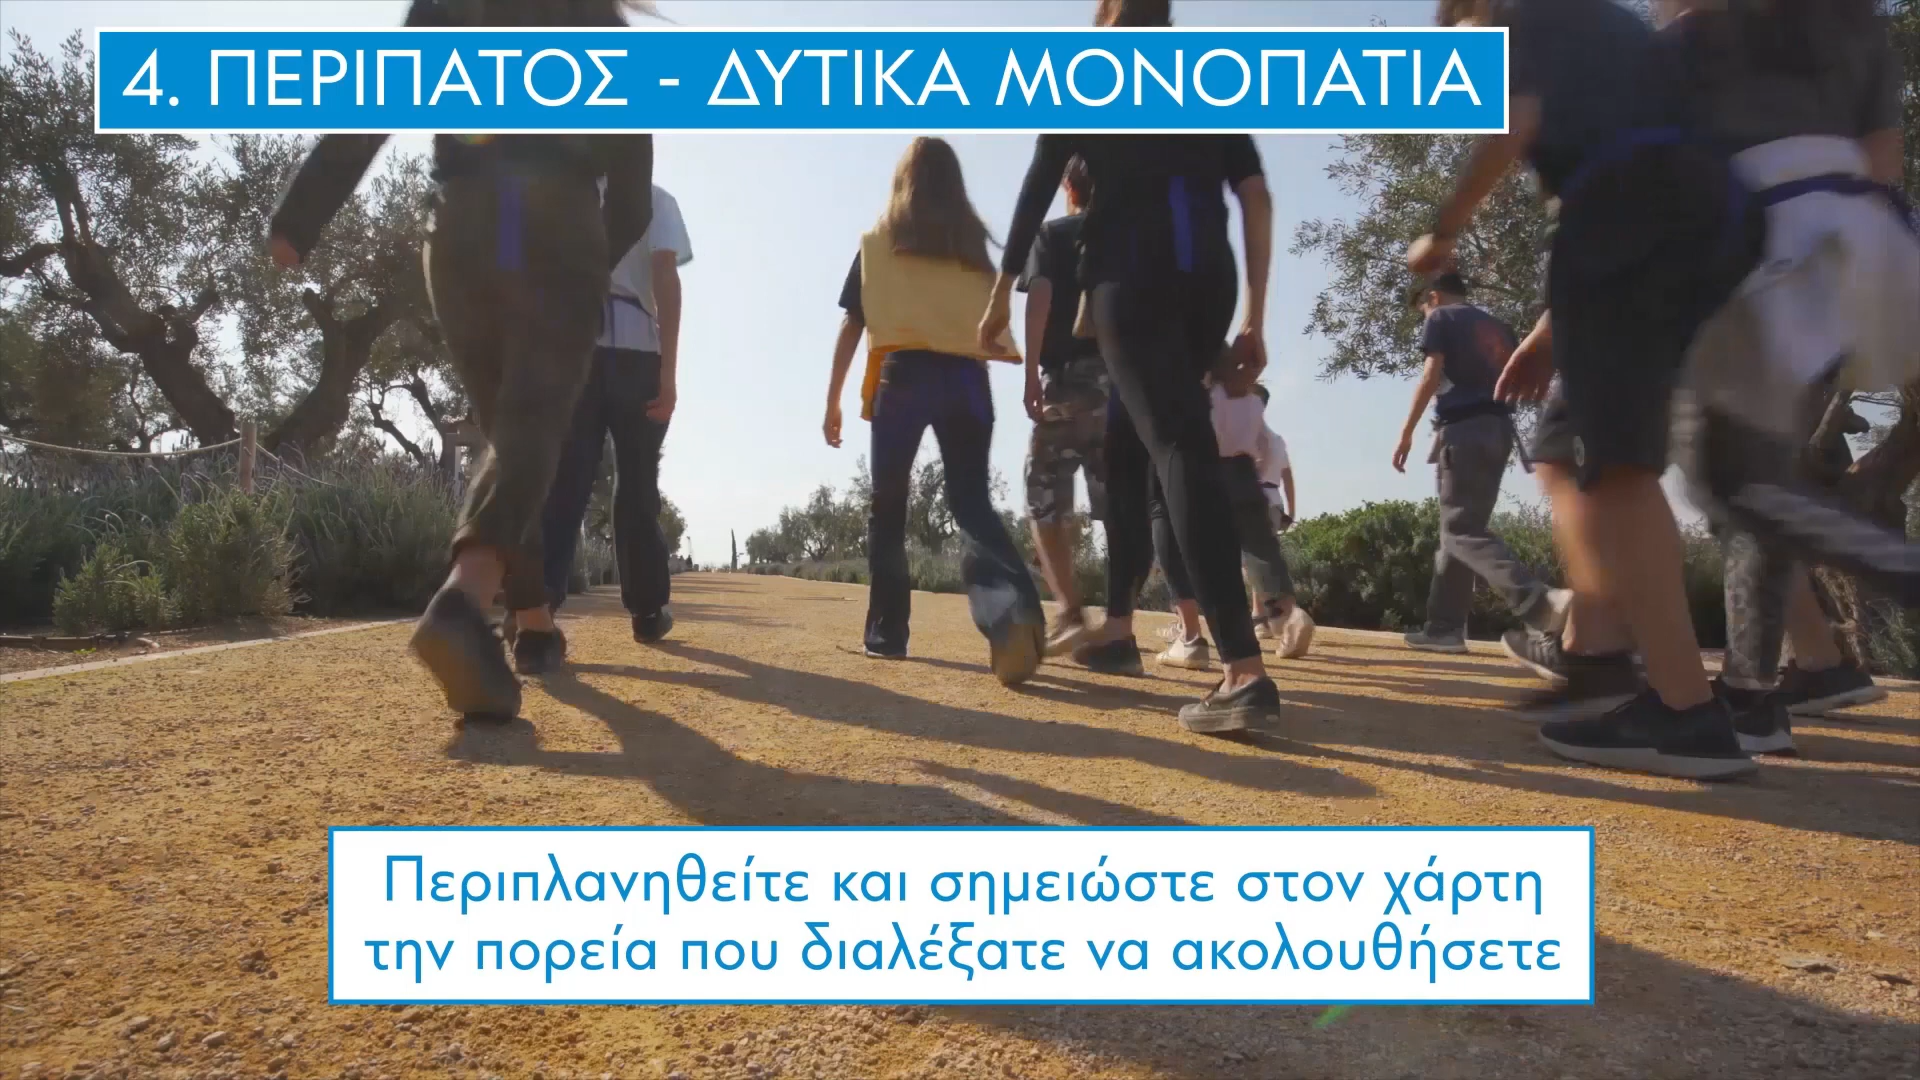 4. ΠΕΡΙΠΑΤΟΣ - ΔΥΤΙΚΑ ΜΟΝΟΠΑΤΙΑ
Περιπλανηθείτε και σημειώστε στον χάρτη
την πορεία που διαλέξατε να ακολουθήσετε